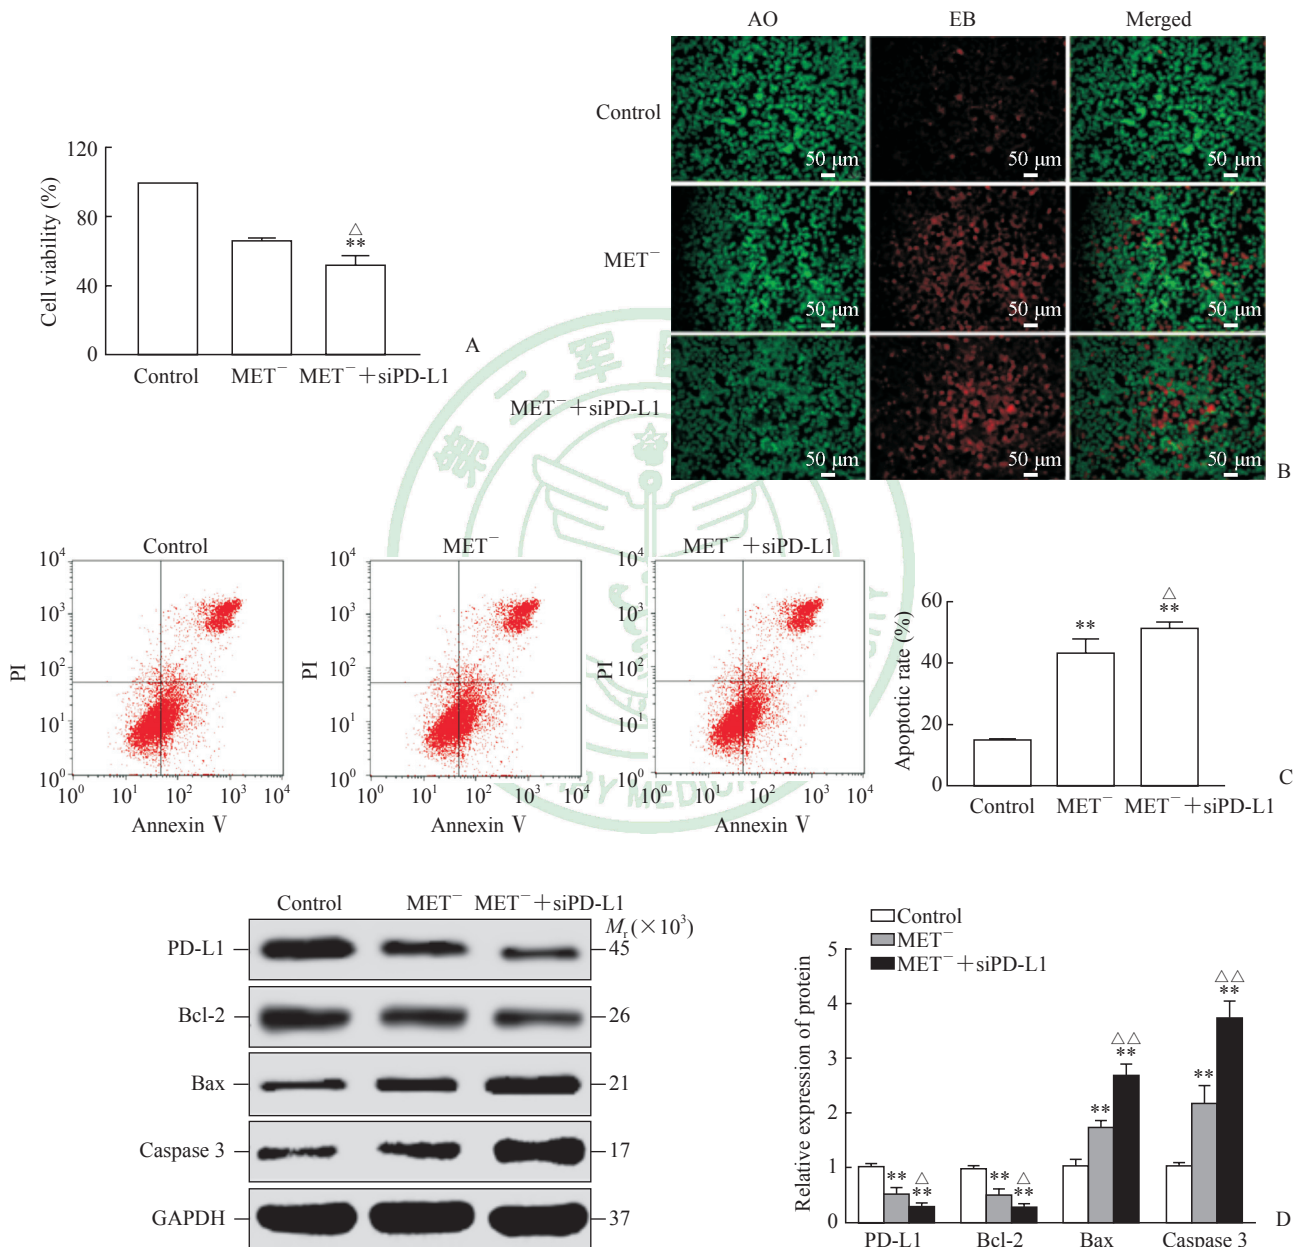 AO EB Merged
Control
50 μm 50 μm 50 μm
MET⁻
50 μm 50 μm 50 μm
MET⁻+siPD-L1
50 μm 50 μm 50 μm
B
Cell viability (%)
120
80
40
0
△
**
Control MET⁻ MET⁻+siPD-L1
A
第二军医
Control
PI
10⁴
10³
10²
10¹
10⁰
10⁰ 10¹ 10² 10³ 10⁴
Annexin V
MET⁻
PI
10⁴
10³
10²
10¹
10⁰
10⁰ 10¹ 10² 10³ 10⁴
Annexin V
MET⁻+siPD-L1
PI
10⁴
10³
10²
10¹
10⁰
10⁰ 10¹ 10² 10³ 10⁴
Annexin V
Apoptotic rate (%)
60
40
20
0
**
△
**
Control MET⁻ MET⁻+siPD-L1
C
Control MET⁻ MET⁻+siPD-L1
Mr(×10³)
PD-L1 45
Bcl-2 26
Bax 21
Caspase 3 17
GAPDH 37
Control
MET⁻
MET⁻+siPD-L1
Relative expression of protein
5
4
3
2
1
0
** △ **
** △ **
** △△ **
** △△ **
PD-L1 Bcl-2 Bax Caspase 3
D